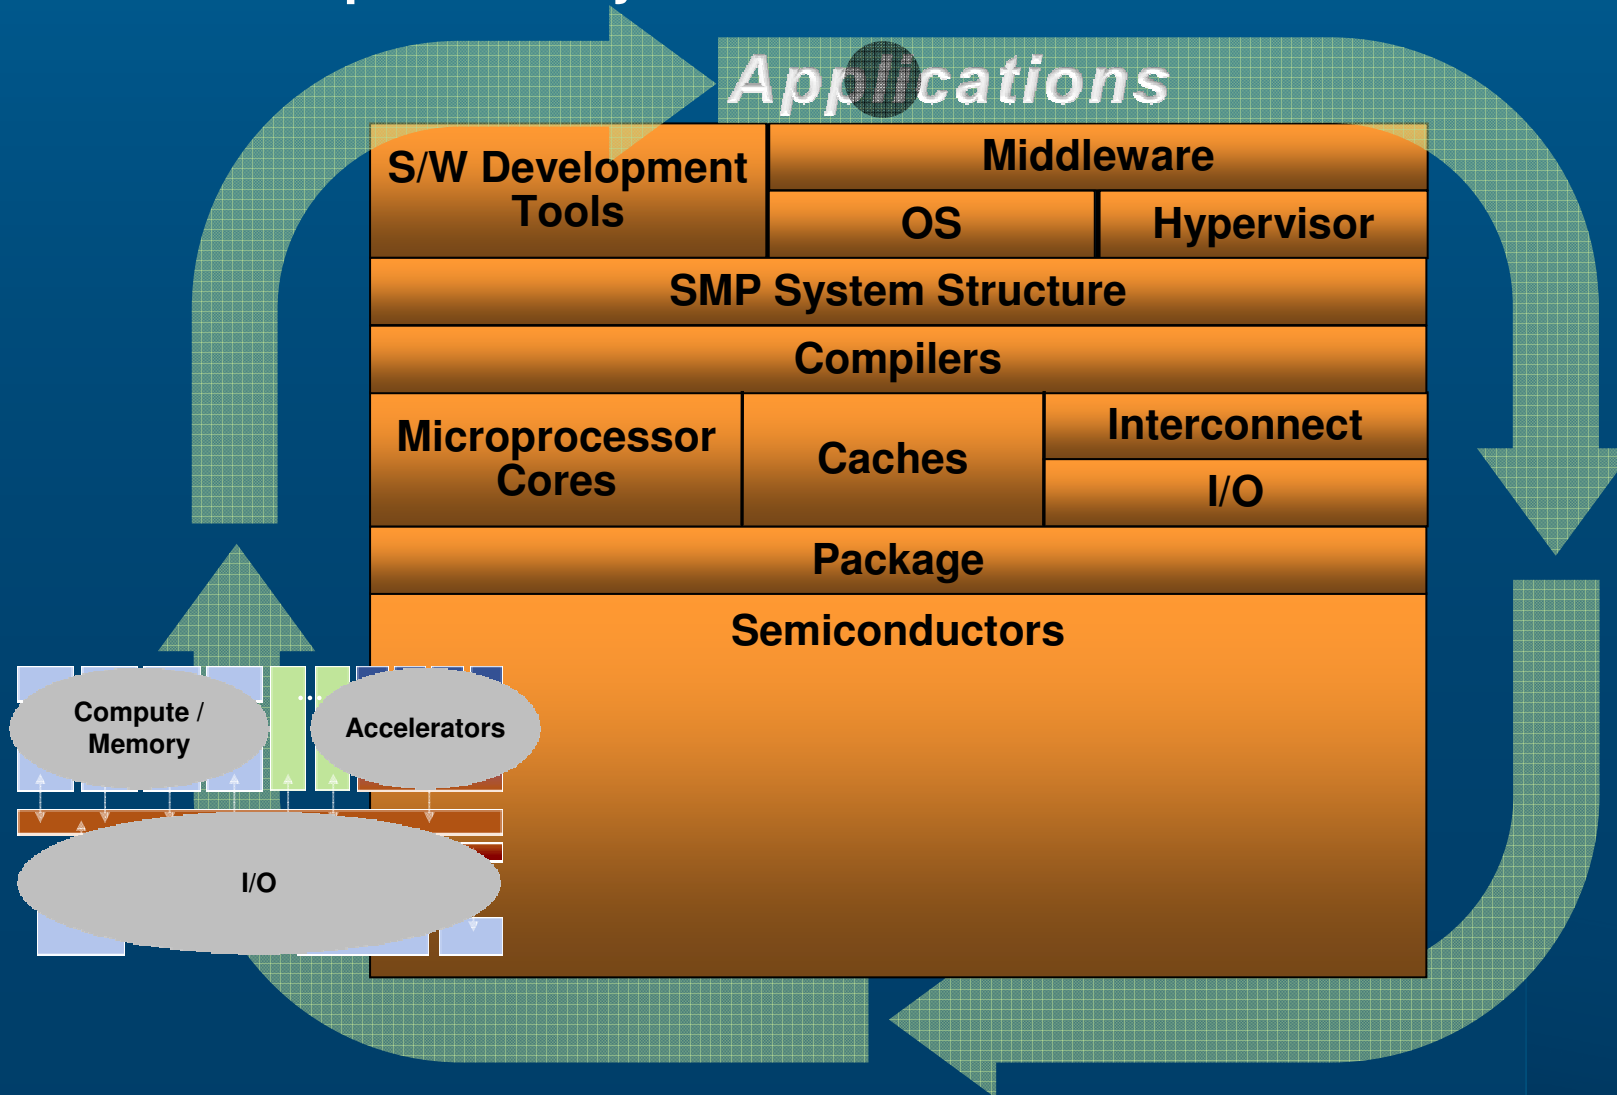 Applications
S/W Development
Tools
Middleware
OS
Hypervisor
SMP System Structure
Compilers
Microprocessor
Cores
Caches
Interconnect
I/O
Package
Semiconductors
Compute /
Memory
Accelerators
I/O